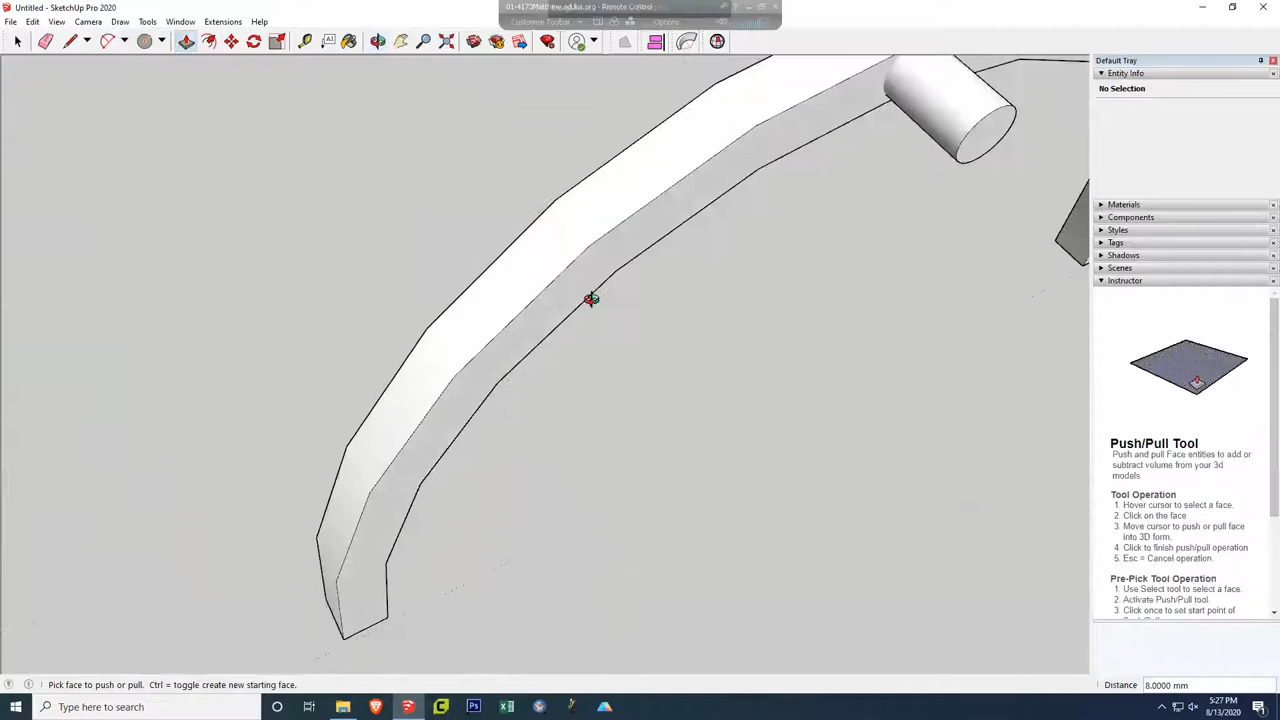 Untitled - SketchUp Pro 2020
Remote Control
File Edit View Camera Draw Tools Window Extensions Help
Customize Toolbar
Options
Default Tray
Entity Info
No Selection
Materials
Components
Styles
Tags
Shadows
Scenes
Instructor
Push/Pull Tool
Push and pull Face entities to add or
subtract volume from your 3d
models.
Tool Operation
1. Hover cursor to select a face.
2. Click on the face
3. Move cursor to push or pull face
into 3D form.
4. Click to finish push/pull operation
5. Esc = Cancel operation.
Pre-Pick Tool Operation
1. Use Select tool to select a face.
2. Activate Push/Pull tool.
3. Click once to set start point of
Pick face to push or pull. Ctrl = toggle create new starting face.
Distance 8.0000 mm
Type here to search
5:27 PM
8/13/2020